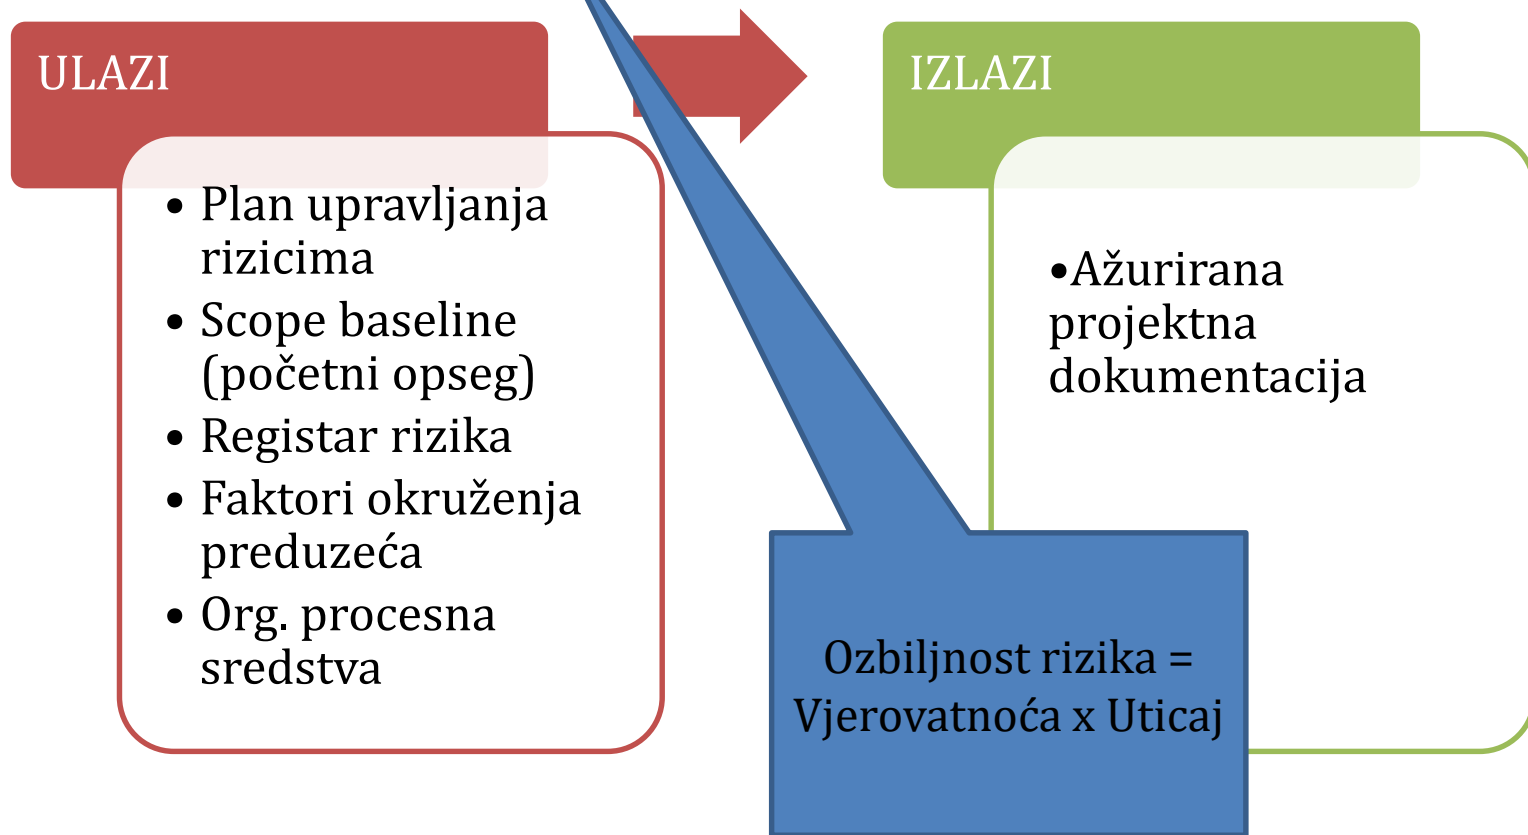 ULAZI
• Plan upravljanja
rizicima
• Scope baseline
(početni opseg)
• Registar rizika
• Faktori okruženja
preduzeća
• Org. procesna
sredstva
IZLAZI
•Ažurirana
projektna
dokumentacija
Ozbiljnost rizika =
Vjerovatnoća x Uticaj